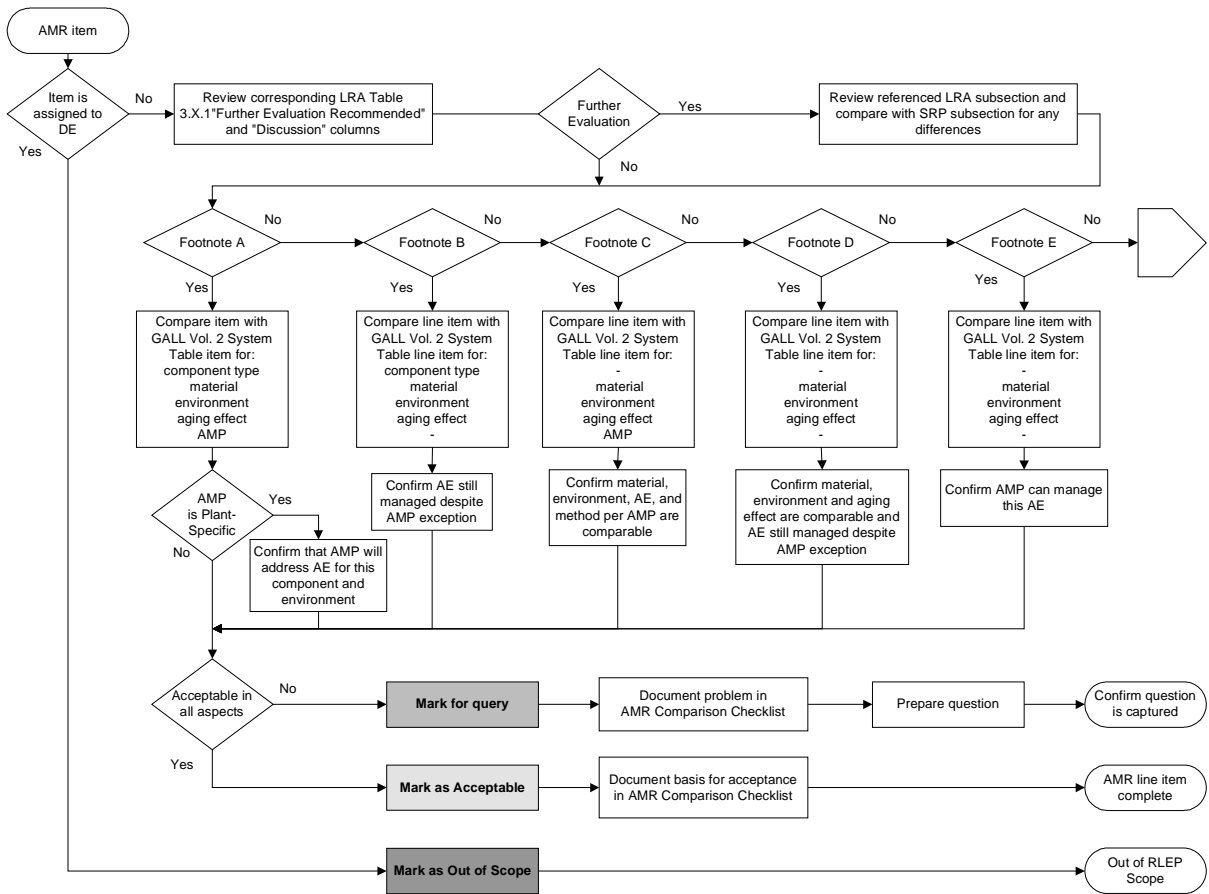 AMR item
Item is
assigned to
DE
No
Yes
Review corresponding LRA Table
3.X.1"Further Evaluation Recommended"
and "Discussion" columns
Further
Evaluation
Yes
No
Review referenced LRA subsection and
compare with SRP subsection for any
differences
Footnote A
No
Yes
Footnote B
No
Yes
Footnote C
No
Yes
Footnote D
No
Yes
Footnote E
No
Yes
Compare item with
GALL Vol. 2 System
Table item for:
component type
material
environment
aging effect
AMP
Compare line item with
GALL Vol. 2 System
Table line item for:
component type
material
environment
aging effect
-
Compare line item with
GALL Vol. 2 System
Table line item for:
-
material
environment
aging effect
AMP
Compare line item with
GALL Vol. 2 System
Table line item for:
-
material
environment
aging effect
-
Compare line item with
GALL Vol. 2 System
Table line item for:
-
material
environment
aging effect
-
AMP
is Plant-
Specific
Yes
No
Confirm that AMP will
address AE for this
component and
environment
Confirm AE still
managed despite
AMP exception
Confirm material,
environment, AE, and
method per AMP are
comparable
Confirm material,
environment and aging
effect are comparable and
AE still managed despite
AMP exception
Confirm AMP can manage
this AE
Acceptable in
all aspects
No
Yes
Mark for query
Document problem in
AMR Comparison Checklist
Prepare question
Confirm question
is captured
Mark as Acceptable
Document basis for acceptance
in AMR Comparison Checklist
AMR line item
complete
Mark as Out of Scope
Out of RLEP
Scope